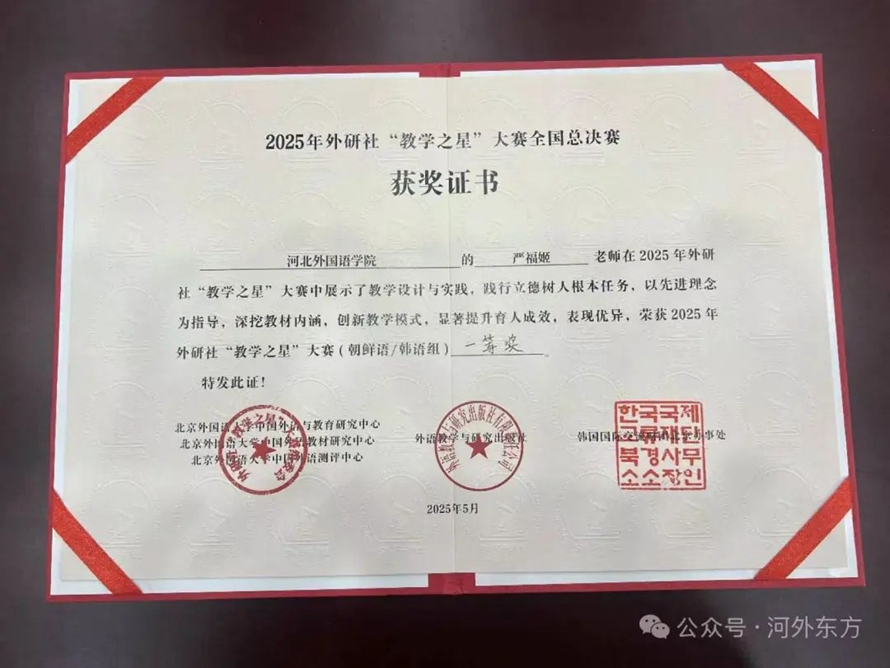 2025年外研社“教学之星”大赛全国总决赛
获奖证书
河北外国语学院 的 严福姬 老师在 2025 年外研
社“教学之星”大赛中展示了教学设计与实践，践行立德树人根本任务，以先进理念
为指导，深挖教材内涵，创新教学模式，显著提升育人成效，表现优异，荣获 2025 年
外研社“教学之星”大赛（朝鲜语/韩语组）一等奖。
特发此证！
北京外国语大学中国外语与教育研究中心
北京外国语大学中国外语教材研究中心
北京外国语大学中国外语测评中心
外语教学与研究出版社
韩国国际交流财团北京办事处
한국국제
교류재단
북경사무
소소장인
2025年5月
公众号·河外东方